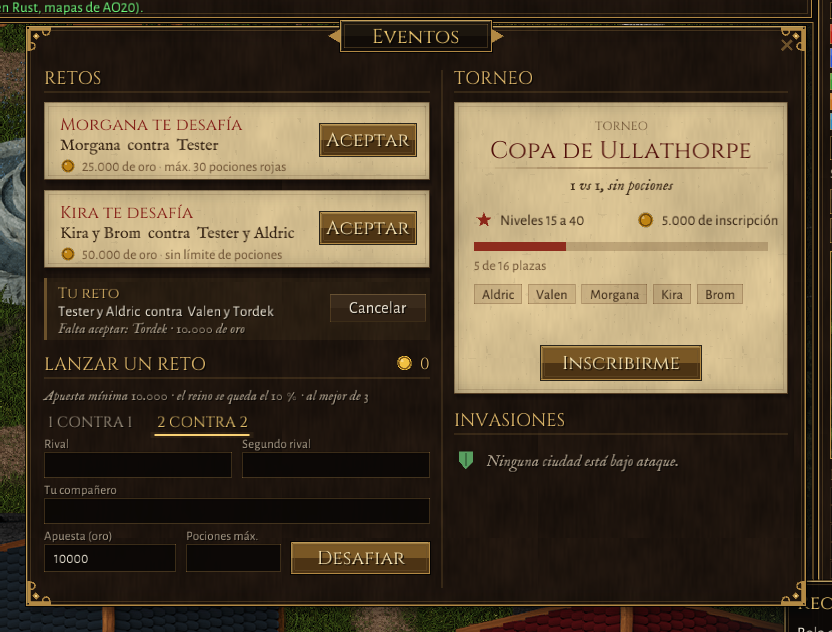 en Rust, mapas de AO20).
Eventos
RETOS
Morgana te desafía
Morgana contra Tester
25.000 de oro · máx. 30 pociones rojas
Aceptar
Kira te desafía
Kira y Brom contra Tester y Aldric
50.000 de oro · sin límite de pociones
Aceptar
Tu reto
Tester y Aldric contra Valen y Tordek
Falta aceptar: Tordek · 10.000 de oro
Cancelar
LANZAR UN RETO
0
Apuesta mínima 10.000 · el reino se queda el 10 % · al mejor de 3
1 CONTRA 1
2 CONTRA 2
Rival
Segundo rival
Tu compañero
Apuesta (oro)
Pociones máx.
10000
Desafiar
TORNEO
TORNEO
Copa de Ullathorpe
1 vs 1, sin pociones
Niveles 15 a 40
5.000 de inscripción
5 de 16 plazas
Aldric
Valen
Morgana
Kira
Brom
Inscribirme
INVASIONES
Ninguna ciudad está bajo ataque.